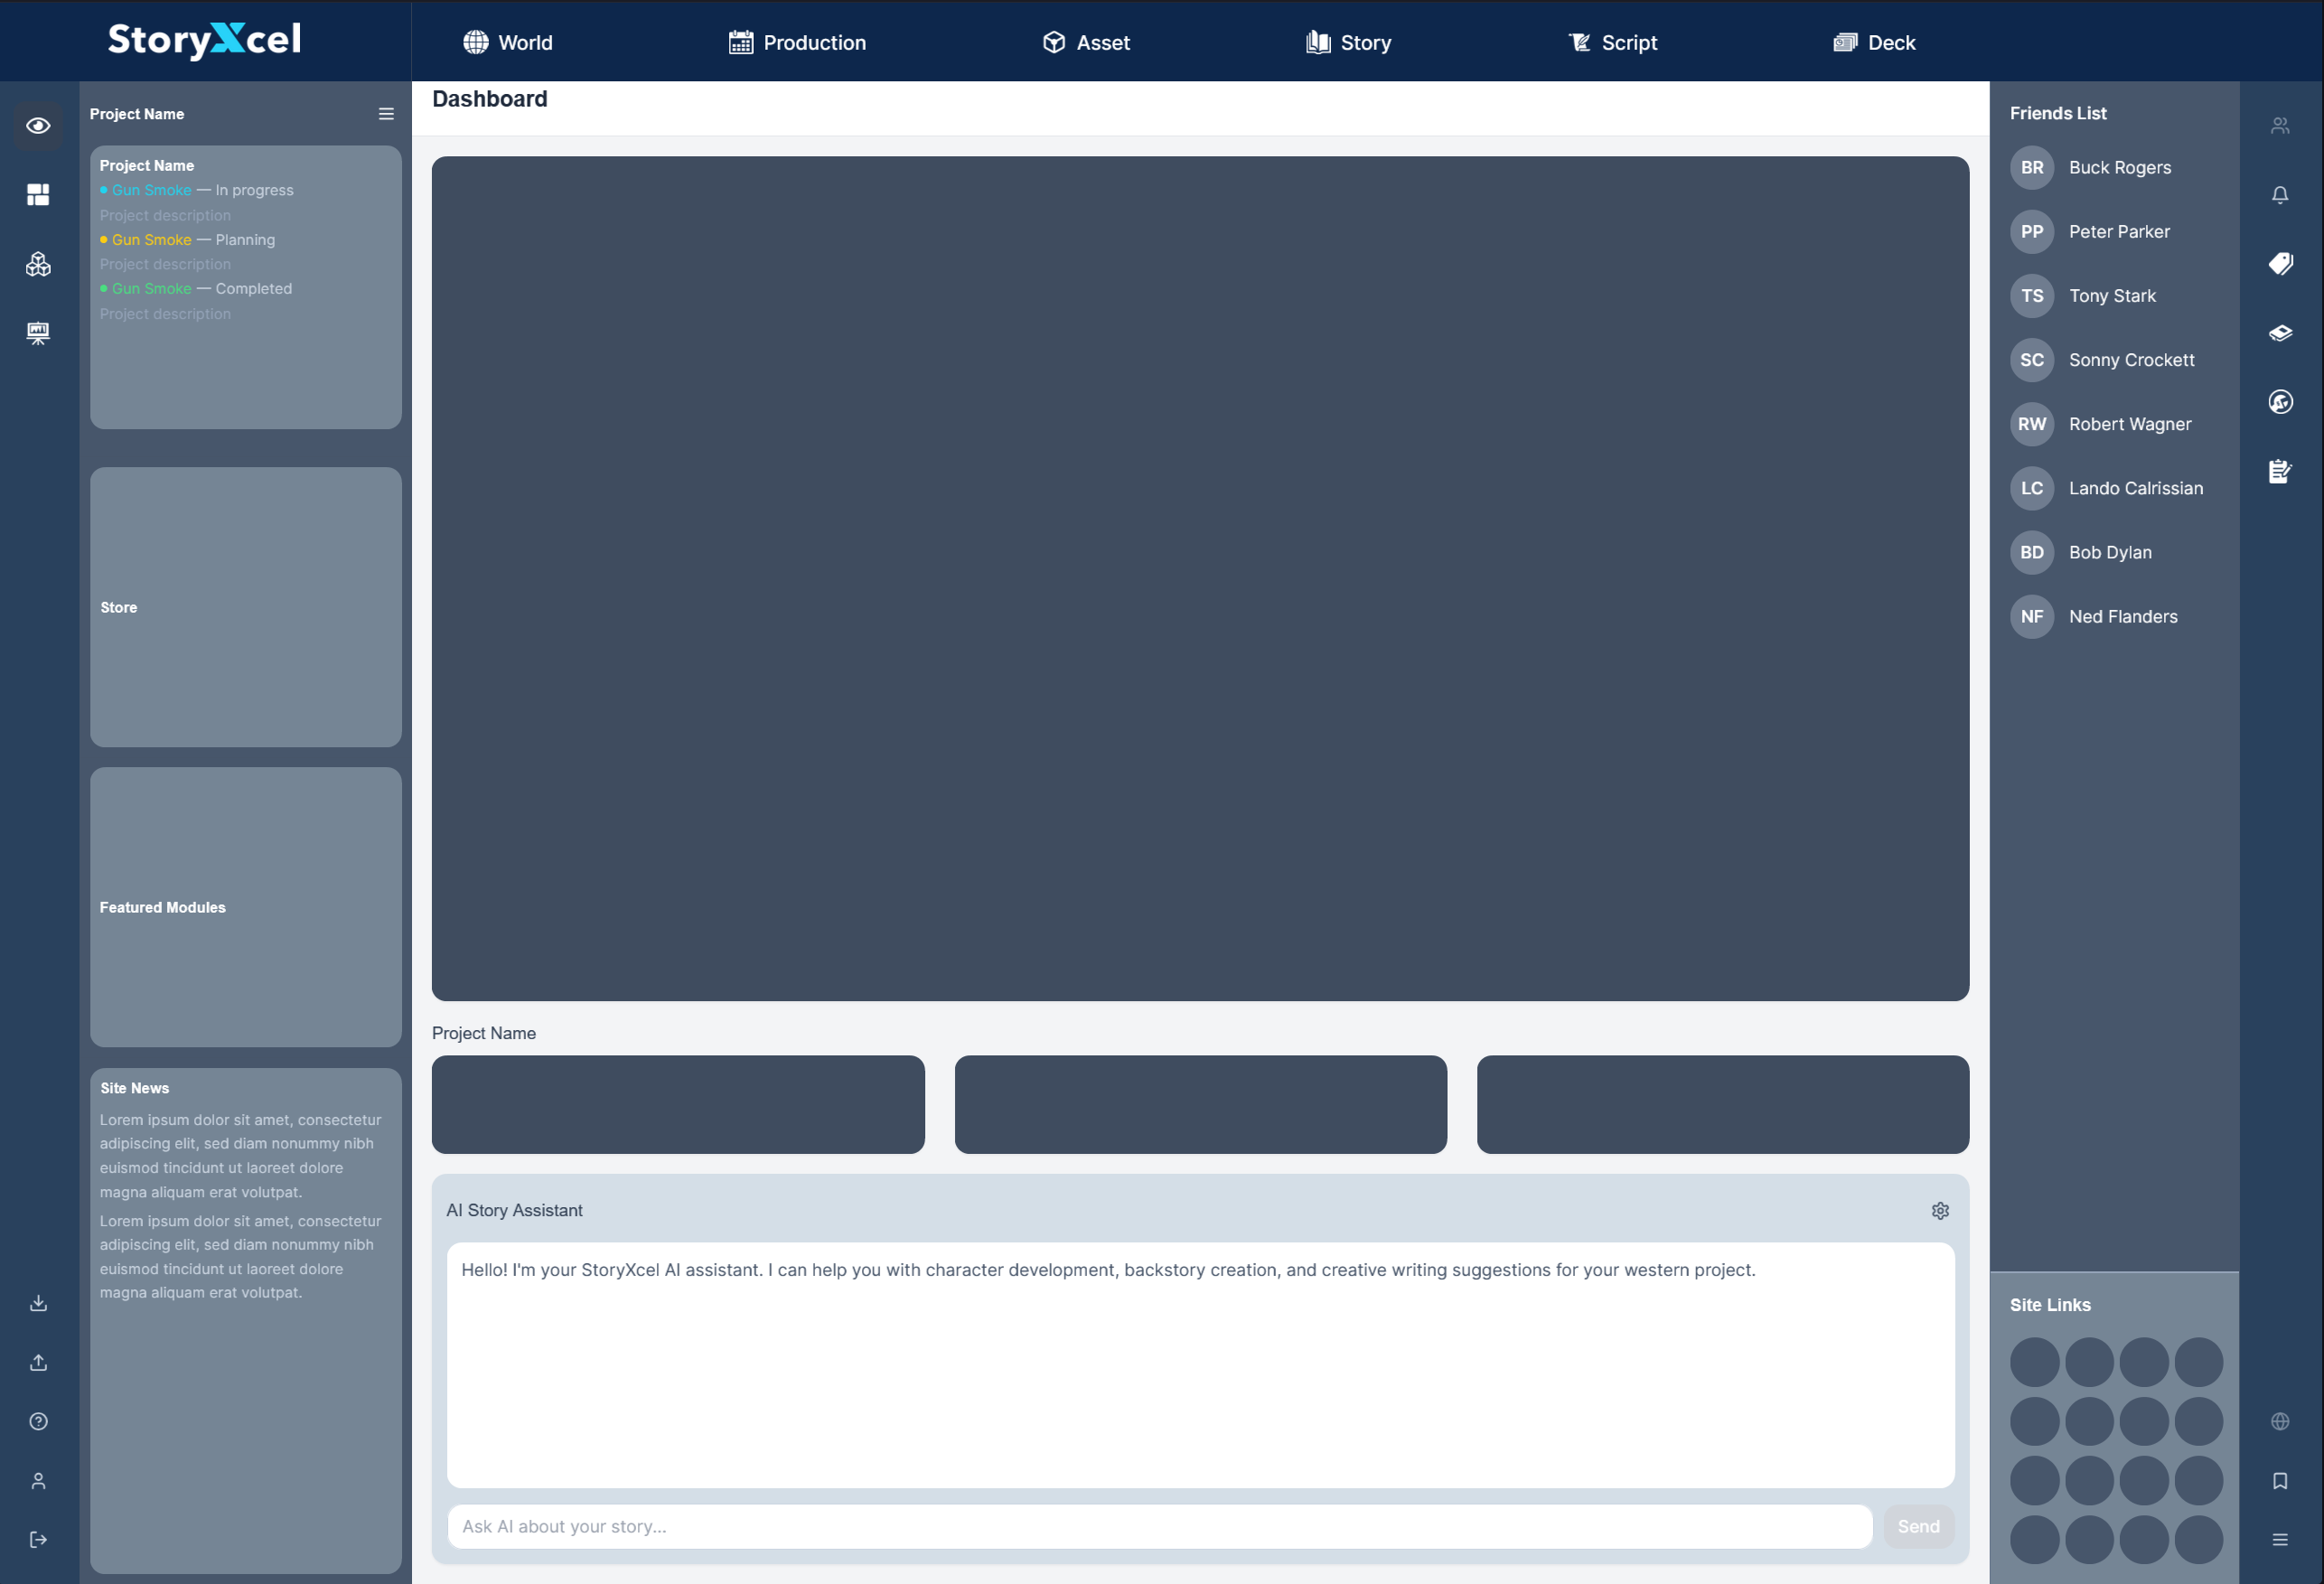 StoryXcel
World
Production
Asset
Story
Script
Deck
Project Name
Project Name
Gun Smoke — In progress
Project description
Gun Smoke — Planning
Project description
Gun Smoke — Completed
Project description
Store
Featured Modules
Site News
Lorem ipsum dolor sit amet, consectetur
adipiscing elit, sed diam nonummy nibh
euismod tincidunt ut laoreet dolore
magna aliquam erat volutpat.
Lorem ipsum dolor sit amet, consectetur
adipiscing elit, sed diam nonummy nibh
euismod tincidunt ut laoreet dolore
magna aliquam erat volutpat.
Dashboard
Project Name
AI Story Assistant
Hello! I'm your StoryXcel AI assistant. I can help you with character development, backstory creation, and creative writing suggestions for your western project.
Ask AI about your story...
Send
Friends List
BR Buck Rogers
PP Peter Parker
TS Tony Stark
SC Sonny Crockett
RW Robert Wagner
LC Lando Calrissian
BD Bob Dylan
NF Ned Flanders
Site Links